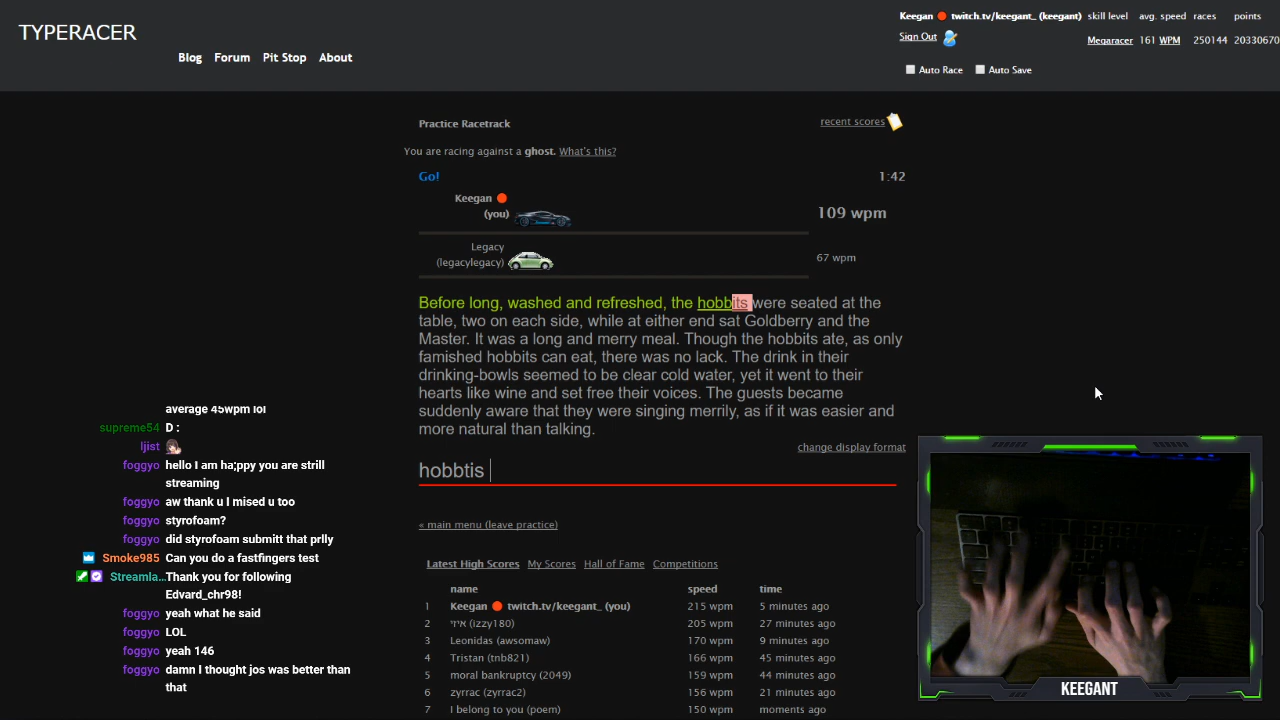 TYPERACER
Blog Forum Pit Stop About
Keegan twitch.tv/keegant_ (keegant) skill level avg. speed races points
Sign Out Megaracer 161 WPM 250144 20330670
Auto Race Auto Save
Practice Racetrack recent scores
You are racing against a ghost. What's this?
Go! 1:42
Keegan
(you) 109 wpm
Legacy
(legacylegacy) 67 wpm
Before long, washed and refreshed, the hobbits were seated at the
table, two on each side, while at either end sat Goldberry and the
Master. It was a long and merry meal. Though the hobbits ate, as only
famished hobbits can eat, there was no lack. The drink in their
drinking-bowls seemed to be clear cold water, yet it went to their
hearts like wine and set free their voices. The guests became
suddenly aware that they were singing merrily, as if it was easier and
more natural than talking.
change display format
hobbtis
« main menu (leave practice)
Latest High Scores My Scores Hall of Fame Competitions
name speed time
1 Keegan twitch.tv/keegant_ (you) 215 wpm 5 minutes ago
2 איזי (izzy180) 205 wpm 27 minutes ago
3 Leonidas (awsomaw) 170 wpm 9 minutes ago
4 Tristan (tnb821) 166 wpm 45 minutes ago
5 moral bankruptcy (2049) 159 wpm 44 minutes ago
6 zyrrac (zyrrac2) 156 wpm 21 minutes ago
7 I belong to you (poem) 150 wpm moments ago
average 45wpm lol
supreme54 D :
ljist
foggyo hello I am ha;ppy you are strill
streaming
foggyo aw thank u I mised u too
foggyo styrofoam?
foggyo did styrofoam submitt that prlly
Smoke985 Can you do a fastfingers test
Streamla... Thank you for following
Edvard_chr98!
foggyo yeah what he said
foggyo LOL
foggyo yeah 146
foggyo damn I thought jos was better than
that
KEEGANT